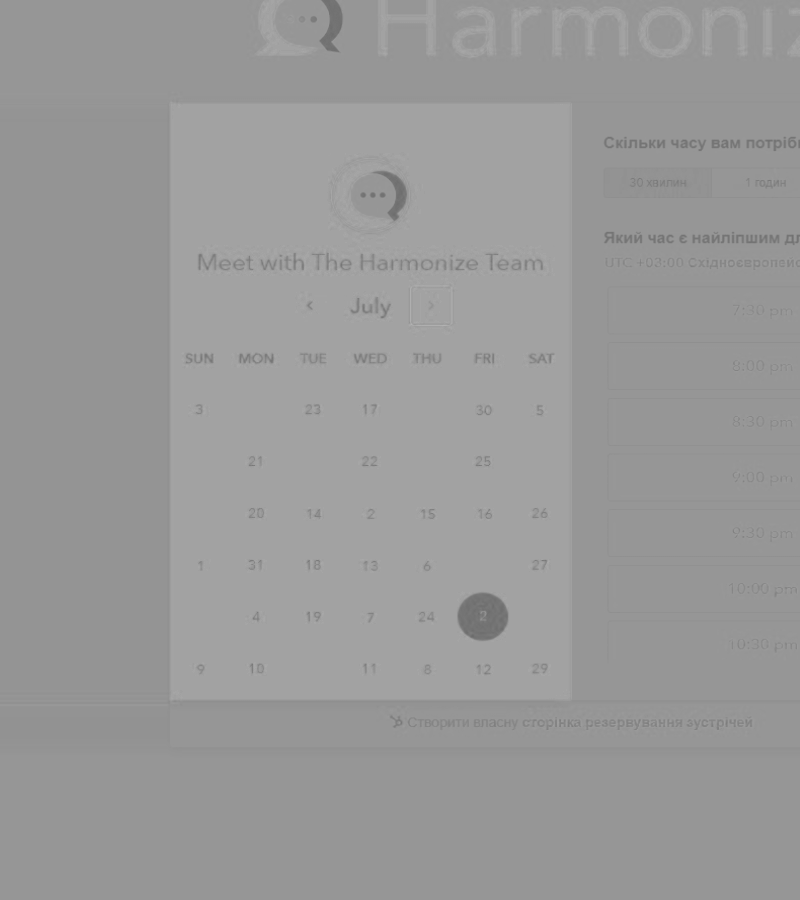 Harmoniz
Meet with The Harmonize Team
July
SUN MON TUE WED THU FRI SAT
3 23 17 30 5
21 22 25
20 14 2 15 16 26
1 31 18 13 6 27
4 19 7 24 2
9 10 11 8 12 29
Скільки часу вам потріб
30 хвилин 1 годин
Який час є найліпшим дл
UTC +03:00 Східноєвропейс
7:30 pm
8:00 pm
8:30 pm
9:00 pm
9:30 pm
10:00 pm
10:30 pm
Створити власну сторінка резервування зустрічей